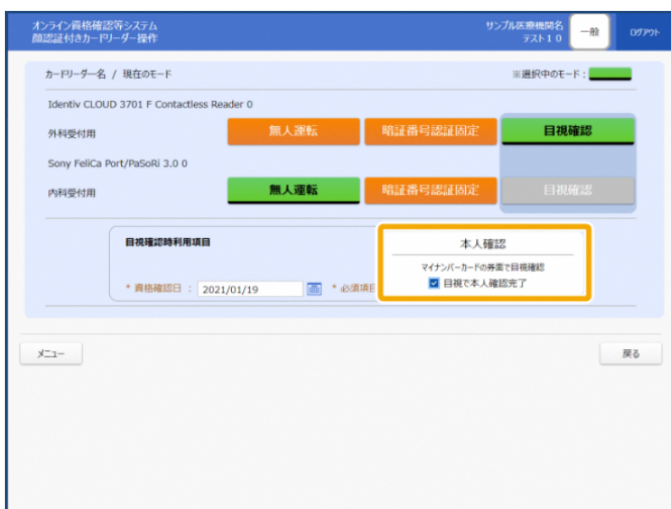 オンライン資格確認等システム
顔認証付きカードリーダー操作
サンプル医療機関名
テスト10
一般
ログアウト
カードリーダー名 / 現在のモード
※選択中のモード:
Identiv CLOUD 3701 F Contactless Reader 0
外科受付用
無人運転
暗証番号認証固定
目視確認
Sony FeliCa Port/PaSoRi 3.0 0
内科受付用
無人運転
暗証番号認証固定
目視確認
目視確認時利用項目
本人確認
マイナンバーカードの券面で目視確認
* 資格確認日 : 2021/01/19
* 必須項目
目視で本人確認完了
メニュー
戻る